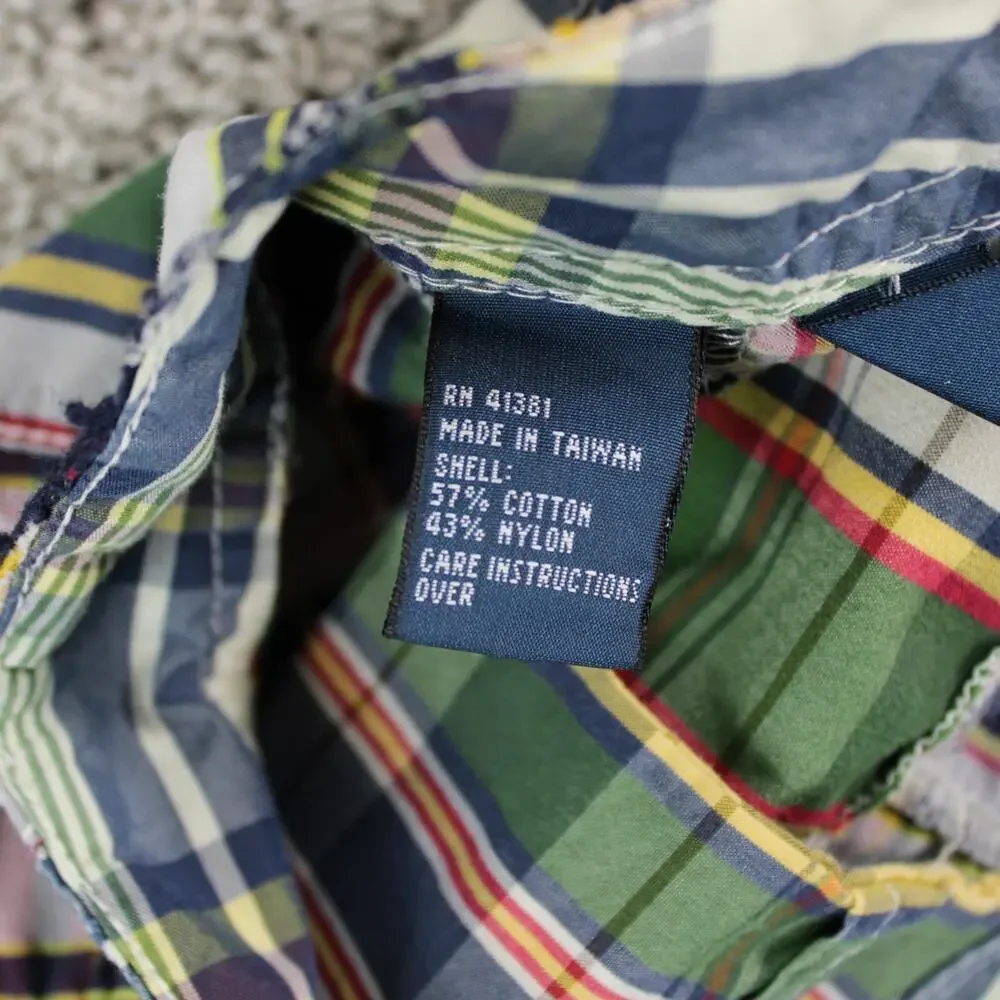 RN 41381
MADE IN TAIWAN
SHELL:
57% COTTON
43% NYLON
CARE INSTRUCTIONS
OVER